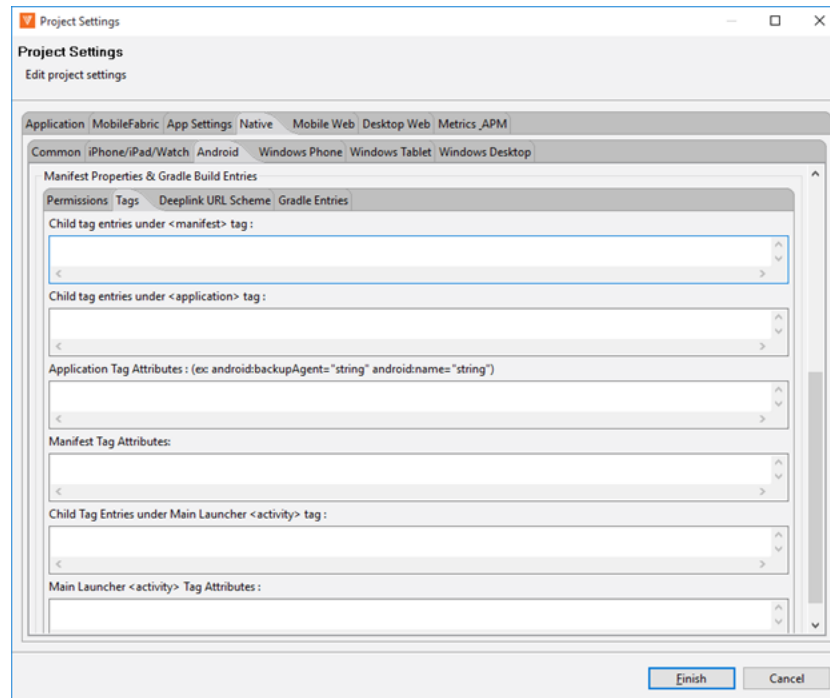 Project Settings
Project Settings
Edit project settings
Application MobileFabric App Settings Native Mobile Web Desktop Web Metrics_APM
Common iPhone/iPad/Watch Android Windows Phone Windows Tablet Windows Desktop
Manifest Properties & Gradle Build Entries
Permissions Tags Deeplink URL Scheme Gradle Entries
Child tag entries under <manifest> tag :
Child tag entries under <application> tag :
Application Tag Attributes : (ex: android:backupAgent="string" android:name="string")
Manifest Tag Attributes:
Child Tag Entries under Main Launcher <activity> tag :
Main Launcher <activity> Tag Attributes :
Finish Cancel